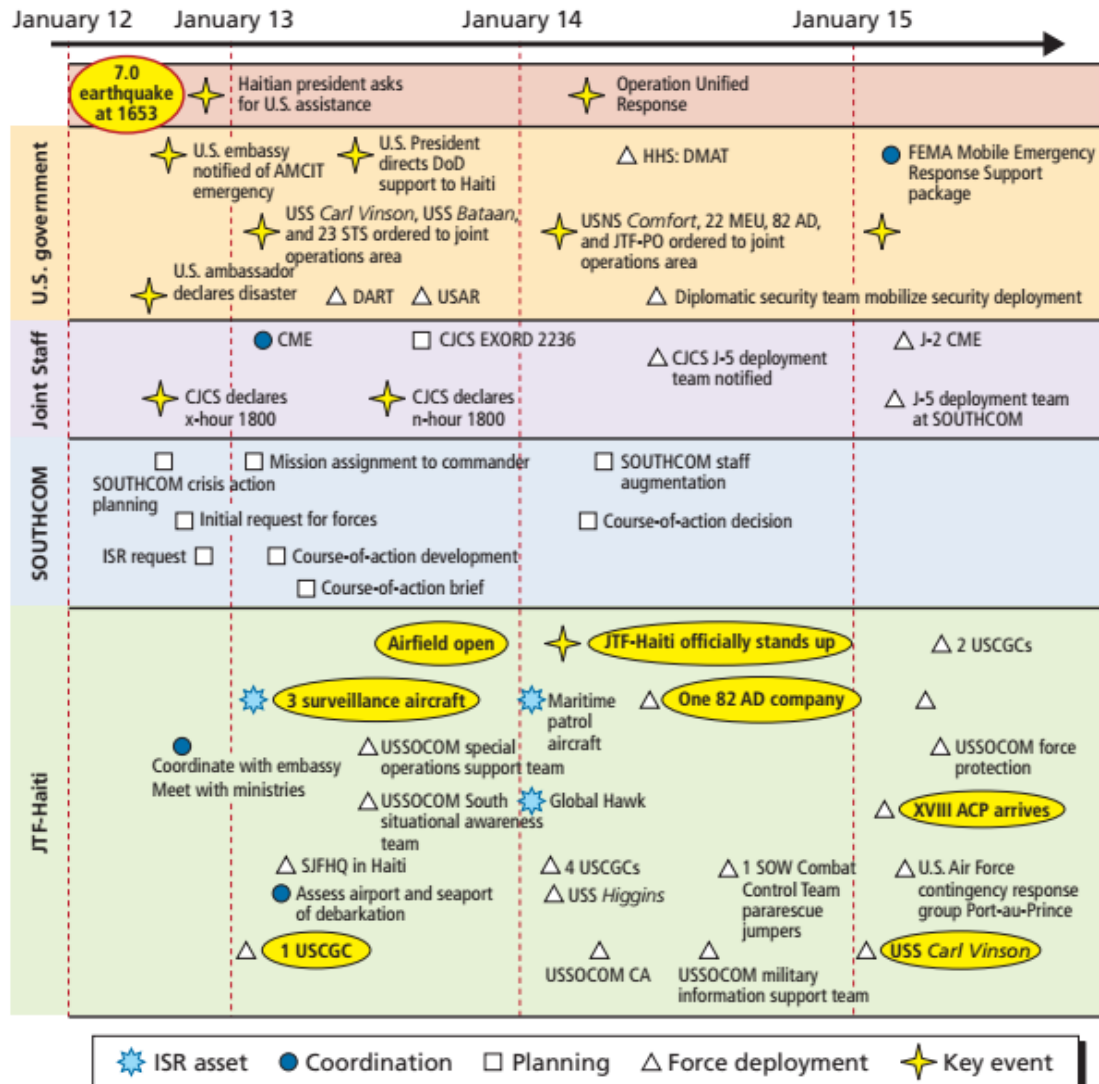 January 12
January 13
January 14
January 15
7.0
earthquake
at 1653
Haitian president asks
for U.S. assistance
Operation Unified
Response
U.S. government
U.S. embassy
notified of AMCIT
emergency
U.S. President
directs DoD
support to Haiti
HHS: DMAT
FEMA Mobile Emergency
Response Support
package
USS Carl Vinson, USS Bataan,
and 23 STS ordered to joint
operations area
USNS Comfort, 22 MEU, 82 AD,
and JTF-PO ordered to joint
operations area
U.S. ambassador
declares disaster
DART
USAR
Diplomatic security team mobilize security deployment
Joint Staff
CME
CJCS EXORD 2236
CJCS J-5 deployment
team notified
J-2 CME
CJCS declares
x-hour 1800
CJCS declares
n-hour 1800
J-5 deployment team
at SOUTHCOM
SOUTHCOM
SOUTHCOM crisis action
planning
Mission assignment to commander
SOUTHCOM staff
augmentation
Initial request for forces
Course-of-action decision
ISR request
Course-of-action development
Course-of-action brief
JTF-Haiti
Airfield open
JTF-Haiti officially stands up
2 USCGCs
3 surveillance aircraft
Maritime
patrol
aircraft
One 82 AD company
Coordinate with embassy
Meet with ministries
USSOCOM special
operations support team
USSOCOM force
protection
USSOCOM South
situational awareness
team
Global Hawk
XVIII ACP arrives
SJFHQ in Haiti
4 USCGCs
1 SOW Combat
Control Team
pararescue
jumpers
U.S. Air Force
contingency response
group Port-au-Prince
Assess airport and seaport
of debarkation
USS Higgins
1 USCGC
USSOCOM CA
USSOCOM military
information support team
USS Carl Vinson
ISR asset
Coordination
Planning
Force deployment
Key event